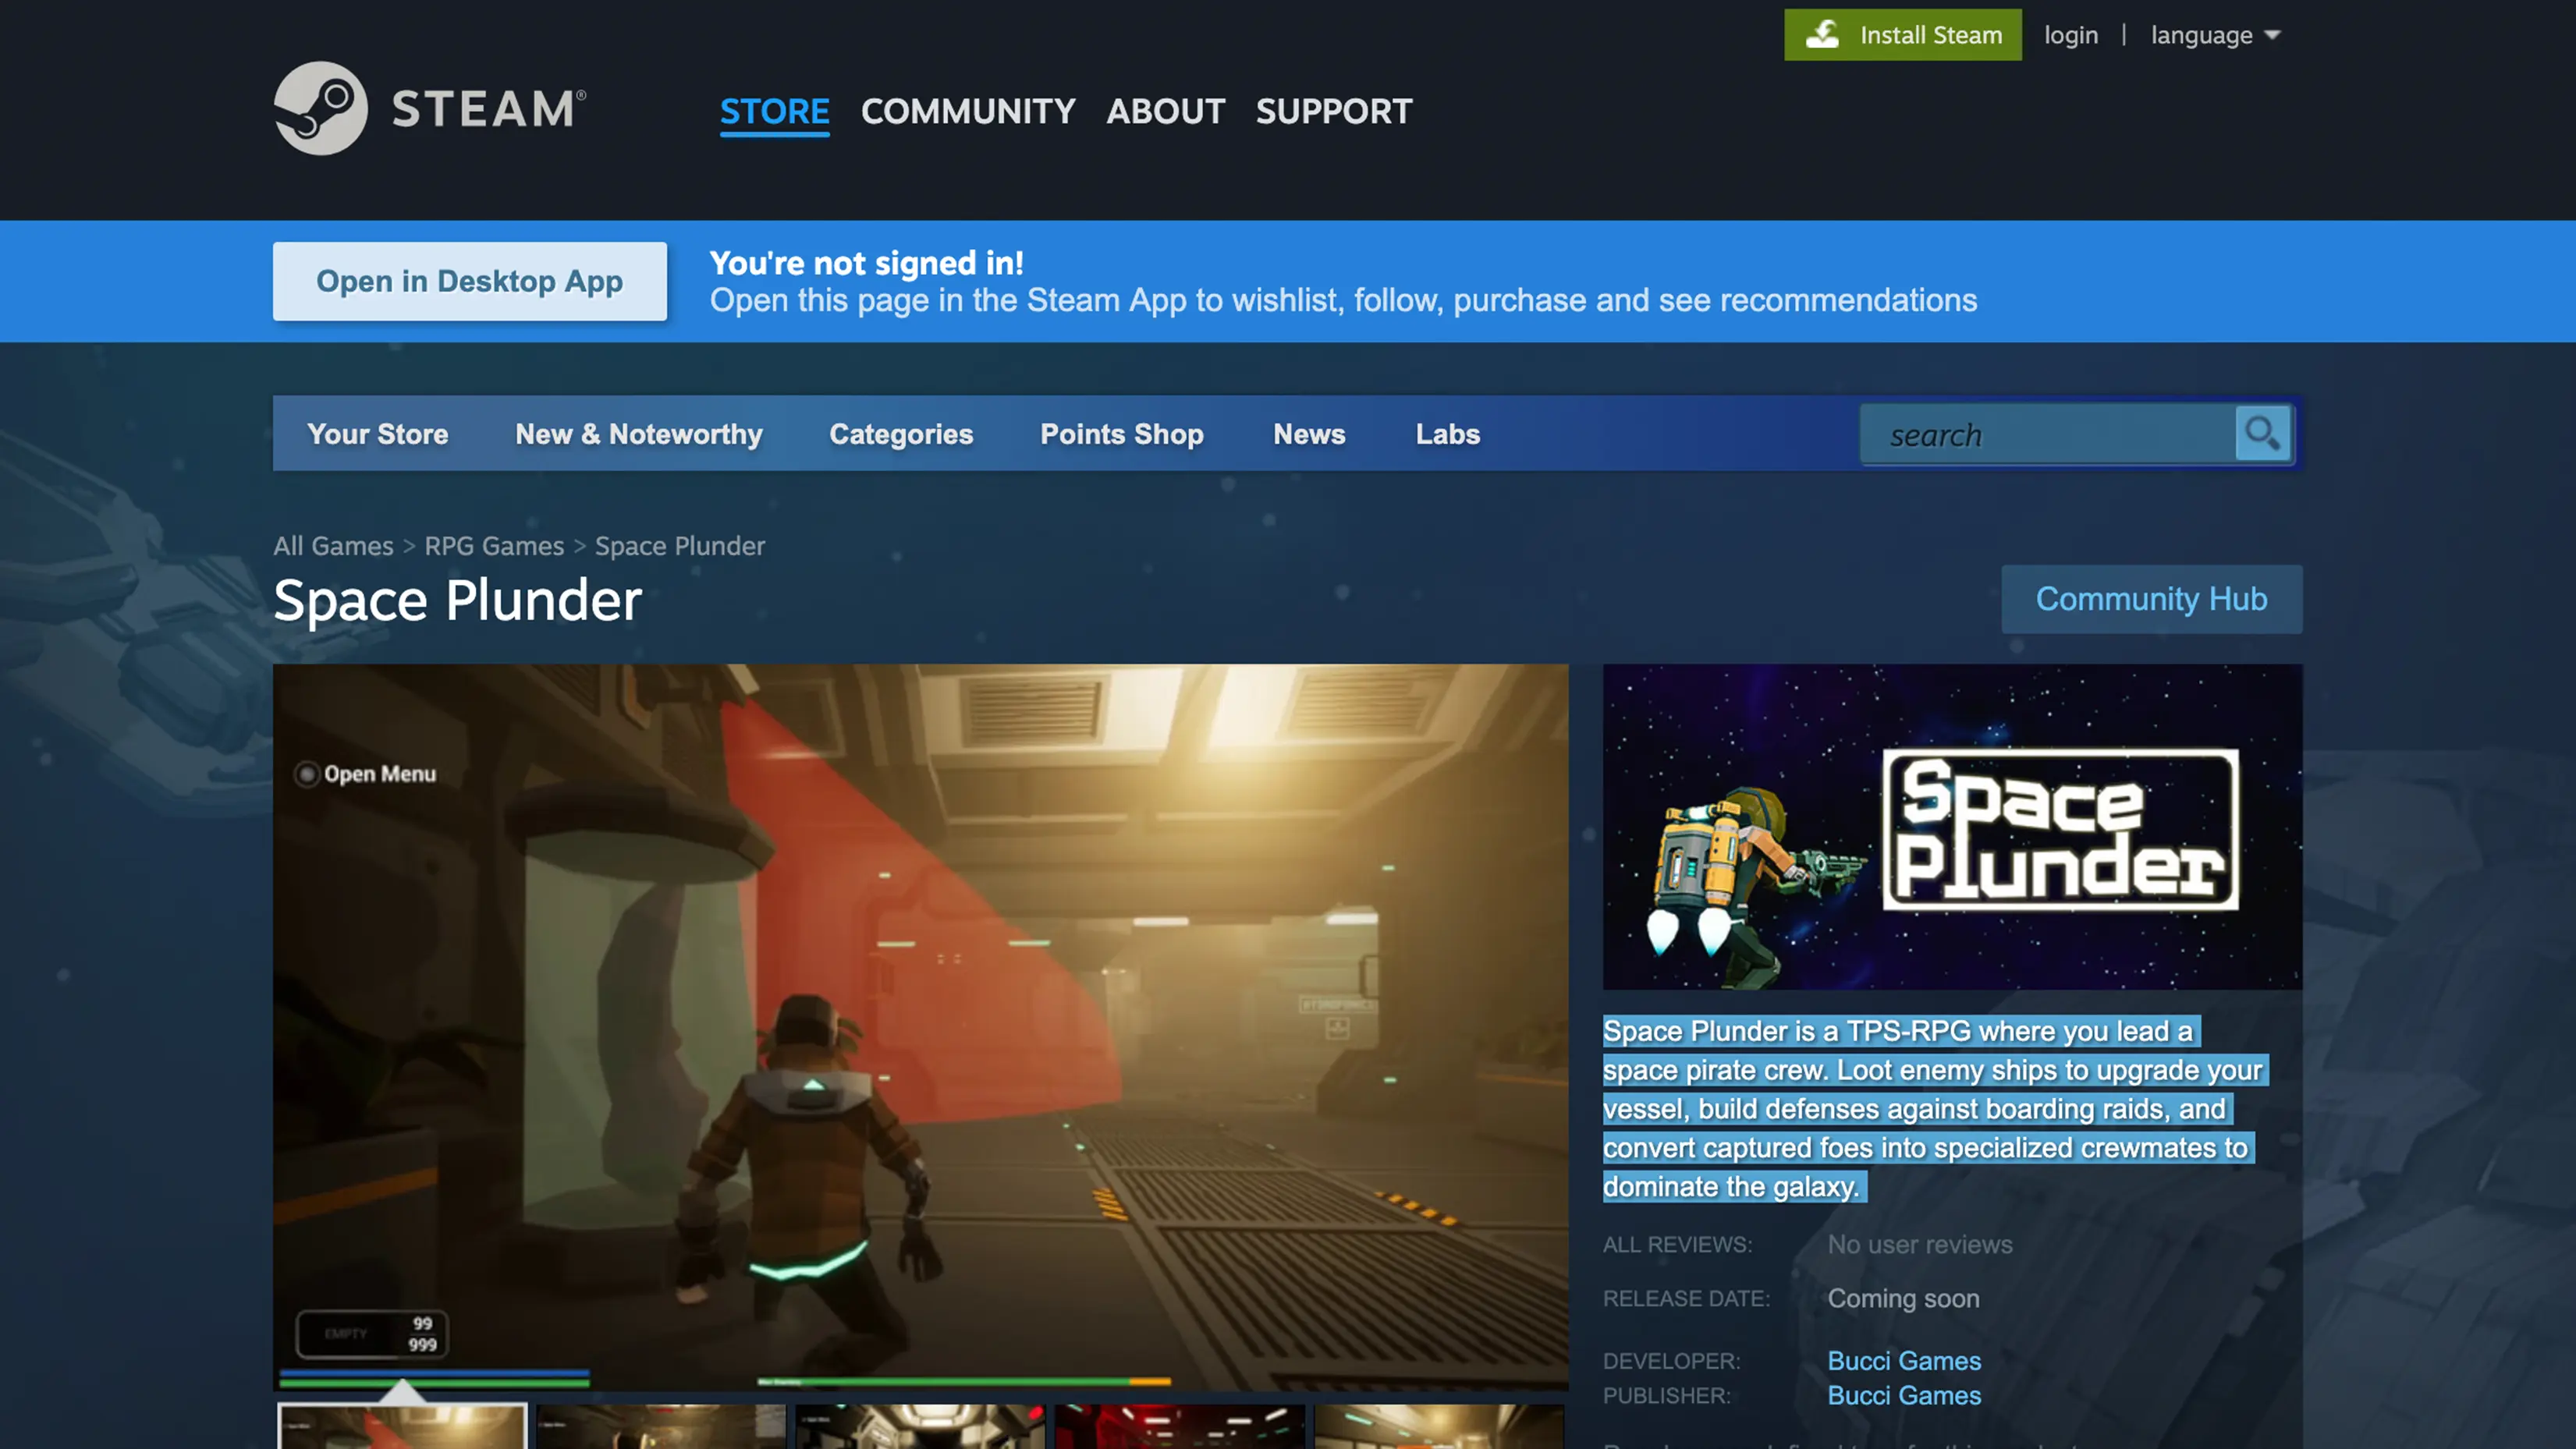 Install Steam
login | language
STEAM®
STORE COMMUNITY ABOUT SUPPORT
Open in Desktop App
You're not signed in!
Open this page in the Steam App to wishlist, follow, purchase and see recommendations
Your Store New & Noteworthy Categories Points Shop News Labs
search
All Games > RPG Games > Space Plunder
Space Plunder
Community Hub
Open Menu
HYDROPONICS
EMPTY
99
999
Space
Plunder
Space Plunder is a TPS-RPG where you lead a
space pirate crew. Loot enemy ships to upgrade your
vessel, build defenses against boarding raids, and
convert captured foes into specialized crewmates to
dominate the galaxy.
ALL REVIEWS: No user reviews
RELEASE DATE: Coming soon
DEVELOPER: Bucci Games
PUBLISHER: Bucci Games